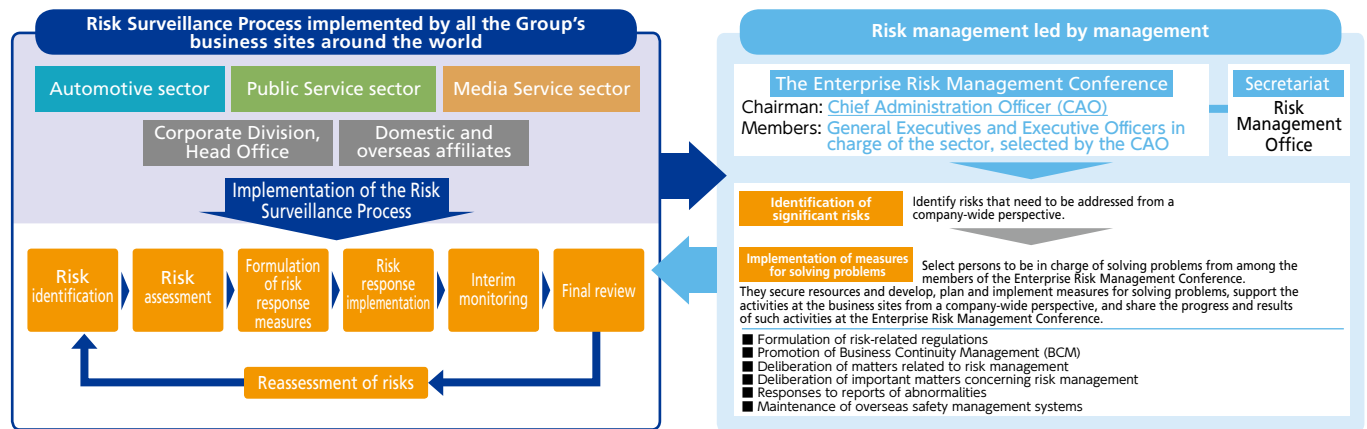 Risk Surveillance Process implemented by all the Group's
business sites around the world
Automotive sector
Public Service sector
Media Service sector
Corporate Division,
Head Office
Domestic and
overseas affiliates
Implementation of the Risk
Surveillance Process
Risk
identification
Risk
assessment
Formulation
of risk
response
measures
Risk
response
implementation
Interim
monitoring
Final review
Reassessment of risks
Risk management led by management
The Enterprise Risk Management Conference
Chairman: Chief Administration Officer (CAO)
Members: General Executives and Executive Officers in
charge of the sector, selected by the CAO
Secretariat
Risk
Management
Office
Identification of
significant risks
Identify risks that need to be addressed from a
company-wide perspective.
Implementation of measures
for solving problems
Select persons to be in charge of solving problems from among the
members of the Enterprise Risk Management Conference.
They secure resources and develop, plan and implement measures for solving problems, support the
activities at the business sites from a company-wide perspective, and share the progress and results
of such activities at the Enterprise Risk Management Conference.
■ Formulation of risk-related regulations
■ Promotion of Business Continuity Management (BCM)
■ Deliberation of matters related to risk management
■ Deliberation of important matters concerning risk management
■ Responses to reports of abnormalities
■ Maintenance of overseas safety management systems